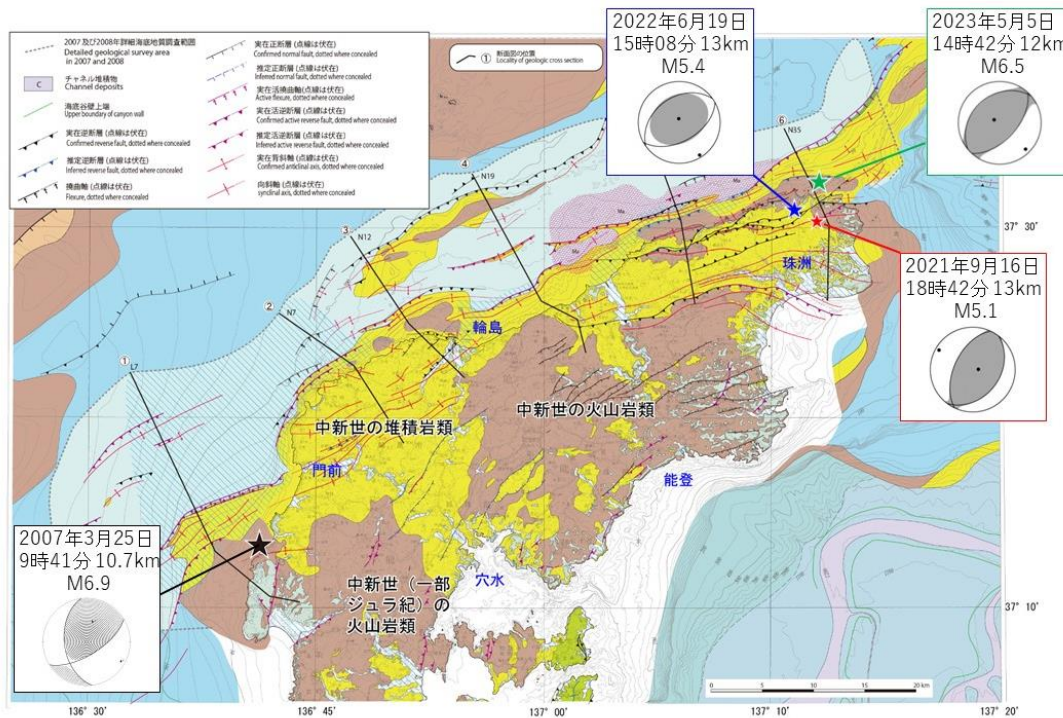 2007及び2008年詳細海底地質調査範囲
Detailed geological survey area
in 2007 and 2008
C
チャネル堆積物
Channel deposits
海底谷壁上端
Upper boundary of canyon wall
実在逆断層 (点線は伏在)
Confirmed reverse fault, dotted where concealed
推定逆断層 (点線は伏在)
Inferred reverse fault, dotted where concealed
撓曲軸 (点線は伏在)
Flexure, dotted where concealed
実在正断層 (点線は伏在)
Confirmed normal fault, dotted where concealed
推定正断層 (点線は伏在)
Inferred normal fault, dotted where concealed
実在活撓曲軸 (点線は伏在)
Active flexure, dotted where concealed
実在活逆断層 (点線は伏在)
Confirmed active reverse fault, dotted where concealed
推定活逆断層 (点線は伏在)
Inferred active reverse fault, dotted where concealed
実在背斜軸 (点線は伏在)
Confirmed anticlinal axis, dotted where concealed
向斜軸 (点線は伏在)
synclinal axis, dotted where concealed
① 断面図の位置
Locality of geologic cross section
2022年6月19日
15時08分 13km
M5.4
2023年5月5日
14時42分 12km
M6.5
⑥
N35
④
N19
③
N12
②
N7
①
L7
37° 30'
珠洲
2021年9月16日
18時42分 13km
M5.1
輪島
中新世の火山岩類
中新世の堆積岩類
門前
能登
2007年3月25日
9時41分 10.7km
M6.9
穴水
中新世（一部
ジュラ紀）の
火山岩類
37° 10'
0 5 10 15 20 km
37° 00'
136° 30'
136° 45'
137° 00'
137° 10'
137° 20'